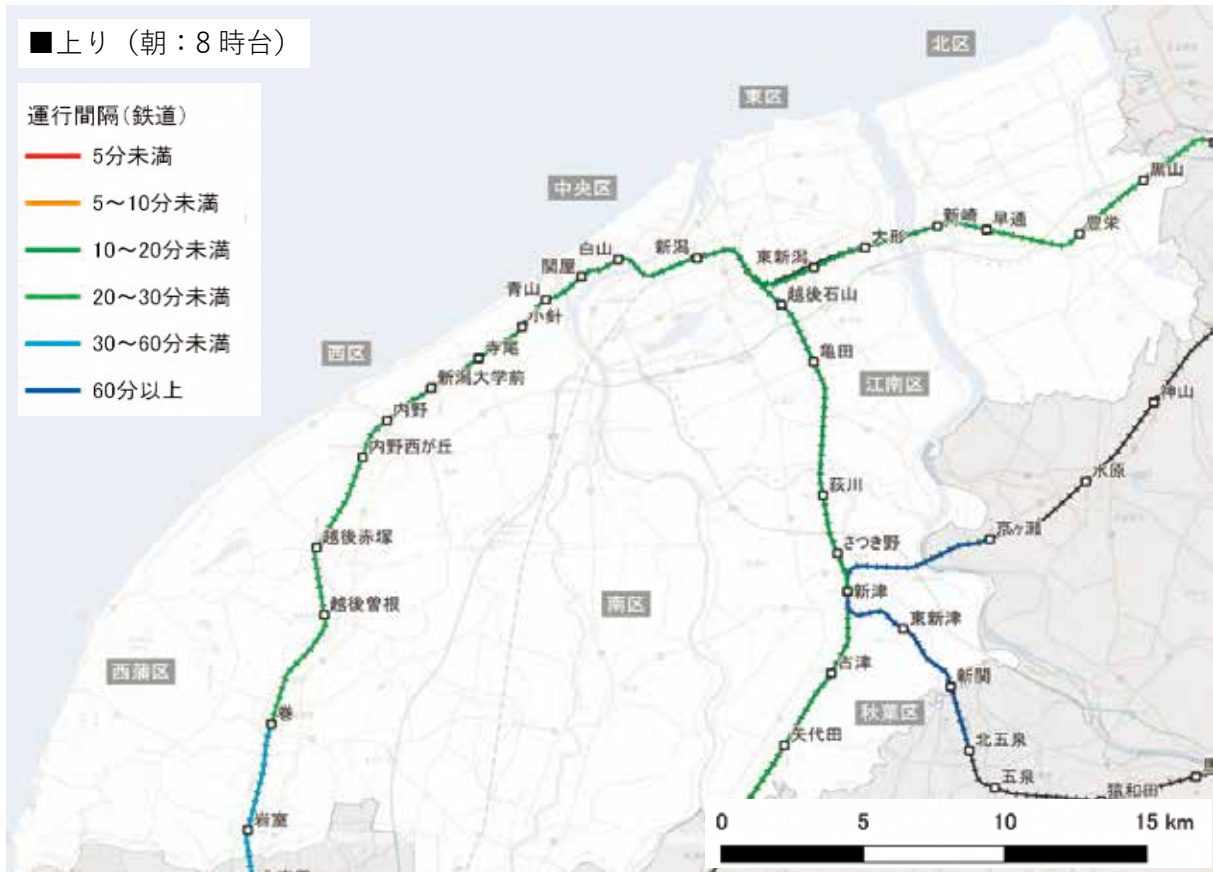 ■上り（朝：8時台）
運行間隔（鉄道）
5分未満
5～10分未満
10～20分未満
20～30分未満
30～60分未満
60分以上
北区
東区
中央区
西区
江南区
南区
西蒲区
秋葉区
黒山
豊栄
早通
新崎
大形
東新潟
新潟
白山
関屋
青山
小針
寺尾
新潟大学前
内野
内野西が丘
越後赤塚
越後曽根
巻
岩室
越後石山
亀田
荻川
さつき野
新津
古津
矢代田
京ヶ瀬
水原
神山
東新津
新関
北五泉
五泉
猿和田
0 5 10 15 km